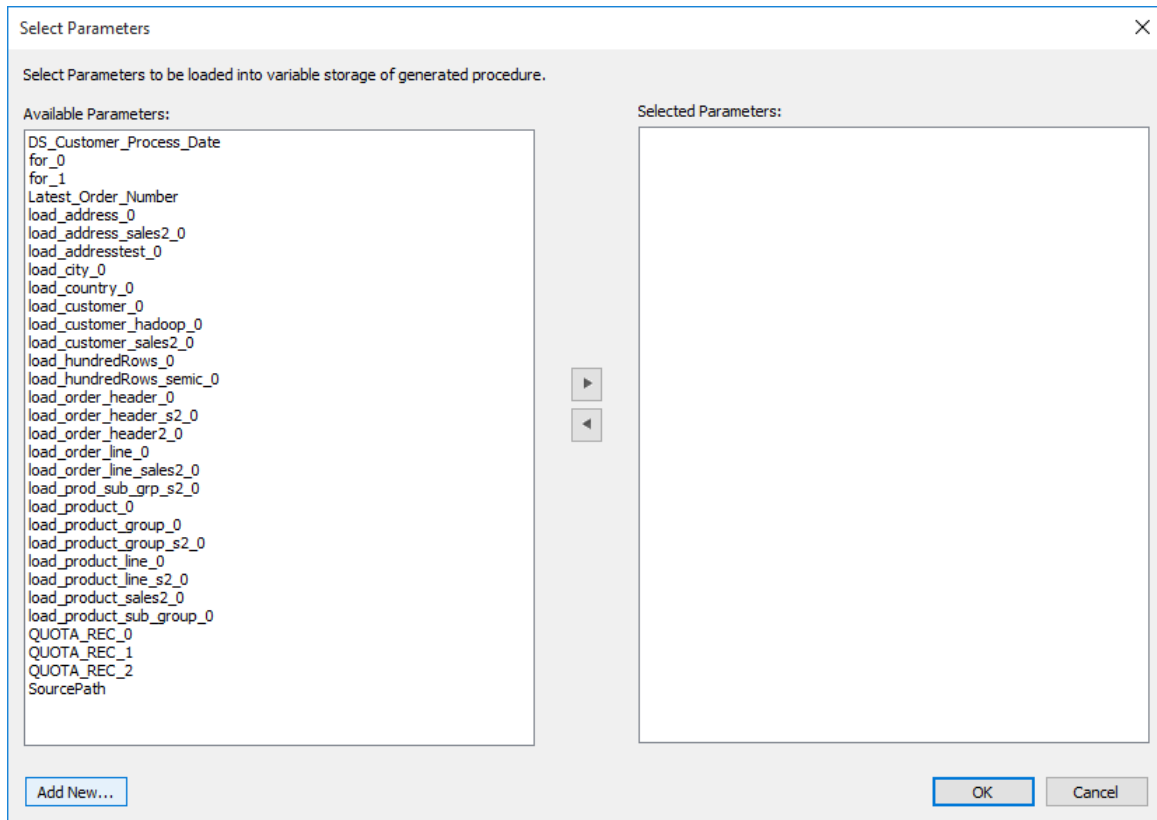 Select Parameters
Select Parameters to be loaded into variable storage of generated procedure.
Available Parameters:
DS_Customer_Process_Date
for_0
for_1
Latest_Order_Number
load_address_0
load_address_sales2_0
load_addresstest_0
load_city_0
load_country_0
load_customer_0
load_customer_hadoop_0
load_customer_sales2_0
load_hundredRows_0
load_hundredRows_semic_0
load_order_header_0
load_order_header_s2_0
load_order_header2_0
load_order_line_0
load_order_line_sales2_0
load_prod_sub_grp_s2_0
load_product_0
load_product_group_0
load_product_group_s2_0
load_product_line_0
load_product_line_s2_0
load_product_sales2_0
load_product_sub_group_0
QUOTA_REC_0
QUOTA_REC_1
QUOTA_REC_2
SourcePath
Selected Parameters:
Add New...
OK
Cancel